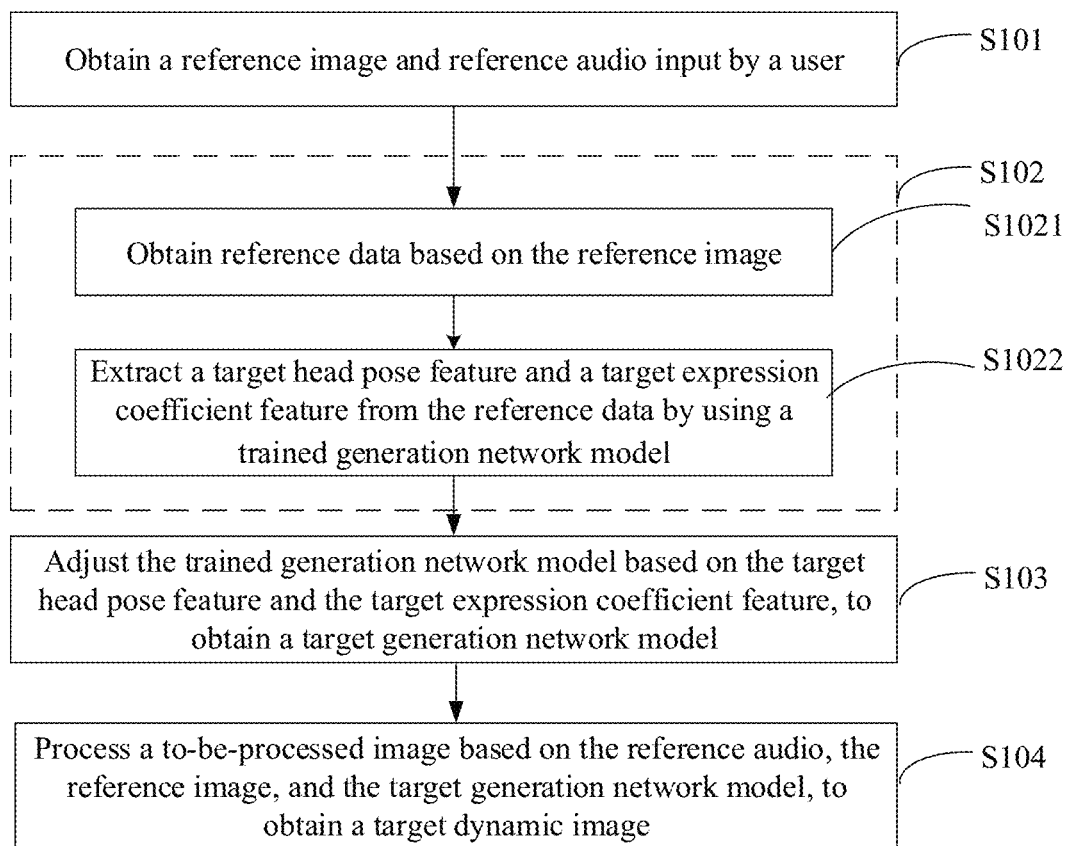 Obtain a reference image and reference audio input by a user
S101
S102
S1021
Obtain reference data based on the reference image
S1022
Extract a target head pose feature and a target expression
coefficient feature from the reference data by using a
trained generation network model
Adjust the trained generation network model based on the target
head pose feature and the target expression coefficient feature, to
obtain a target generation network model
S103
Process a to-be-processed image based on the reference audio, the
reference image, and the target generation network model, to
obtain a target dynamic image
S104